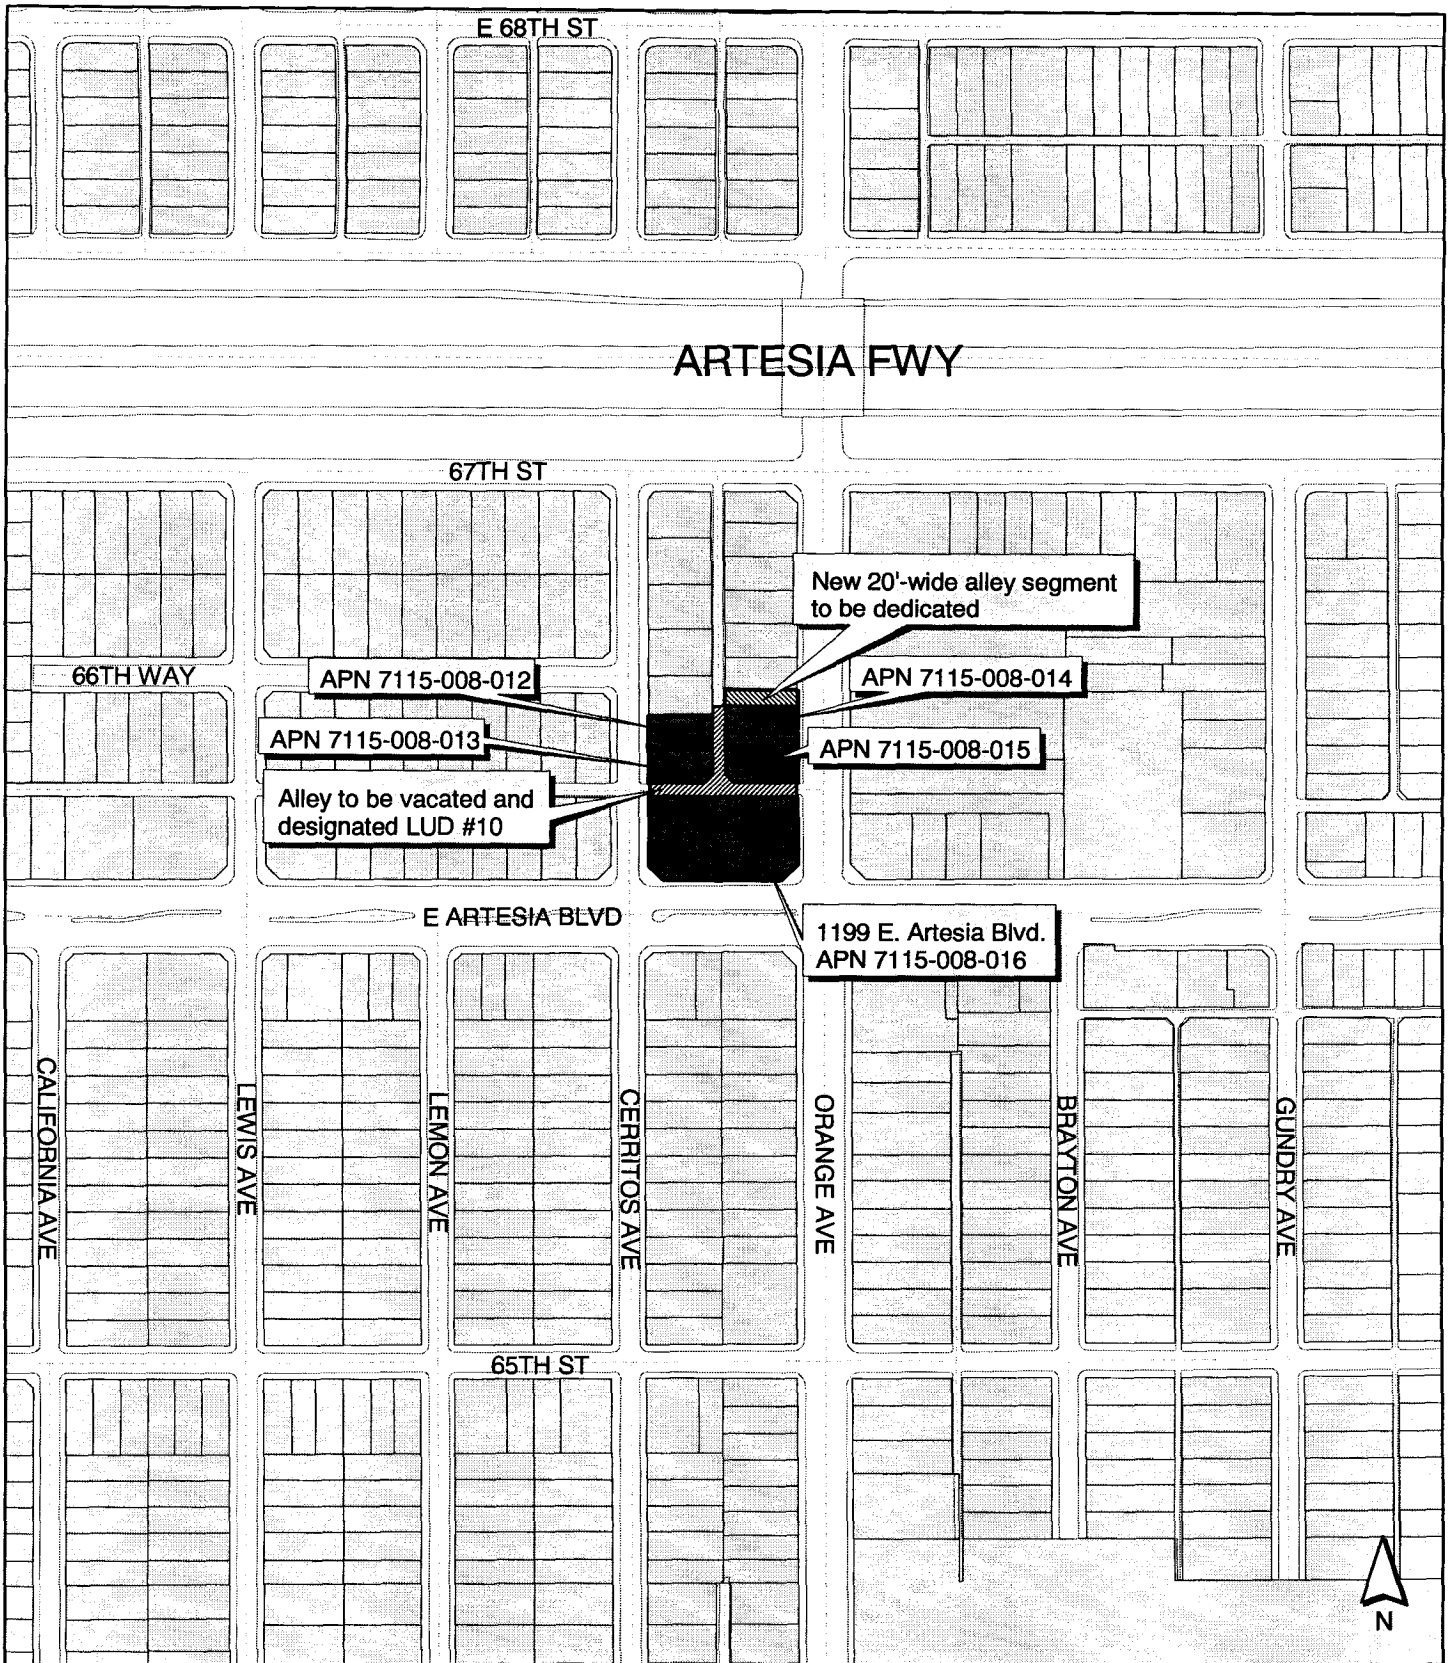 E 68TH ST
ARTESIA FWY
67TH ST
New 20'-wide alley segment
to be dedicated
66TH WAY
APN 7115-008-012
APN 7115-008-014
APN 7115-008-013
APN 7115-008-015
Alley to be vacated and
designated LUD #10
E ARTESIA BLVD
1199 E. Artesia Blvd.
APN 7115-008-016
CALIFORNIA AVE
LEWIS AVE
LEMON AVE
CERRITOS AVE
ORANGE AVE
BRAYTON AVE
GUNDRY AVE
65TH ST
N